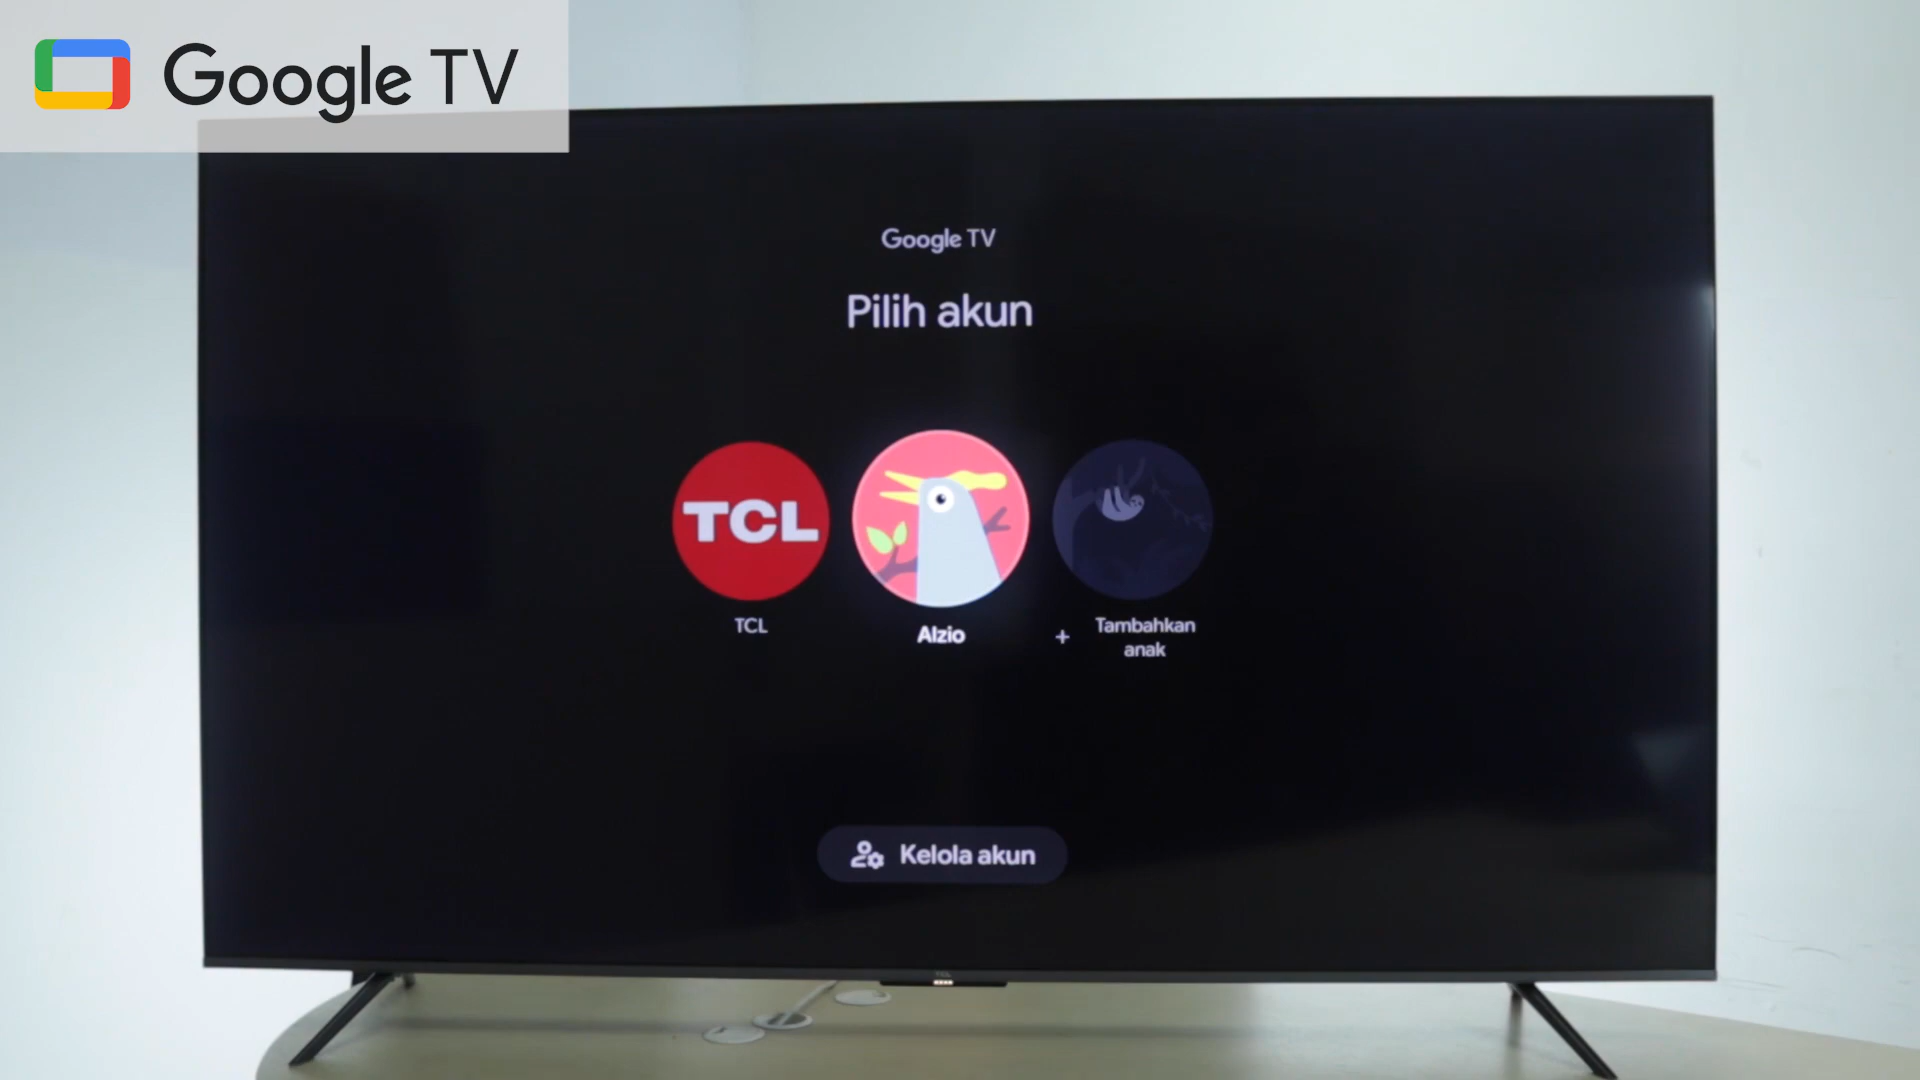 Google TV
Google TV
Pilih akun
TCL
TCL
Alzio
+ Tambahkan
anak
Kelola akun